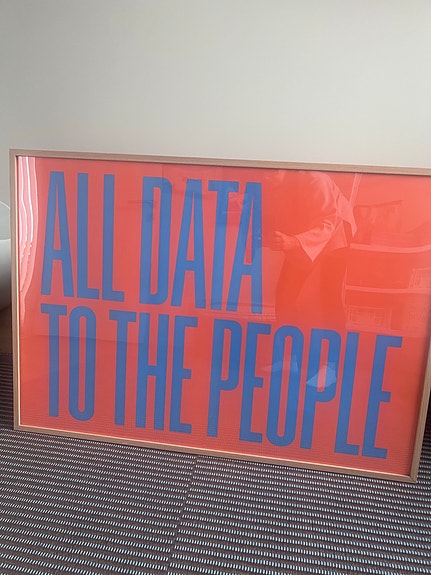 ALL DATA
TO THE PEOPLE